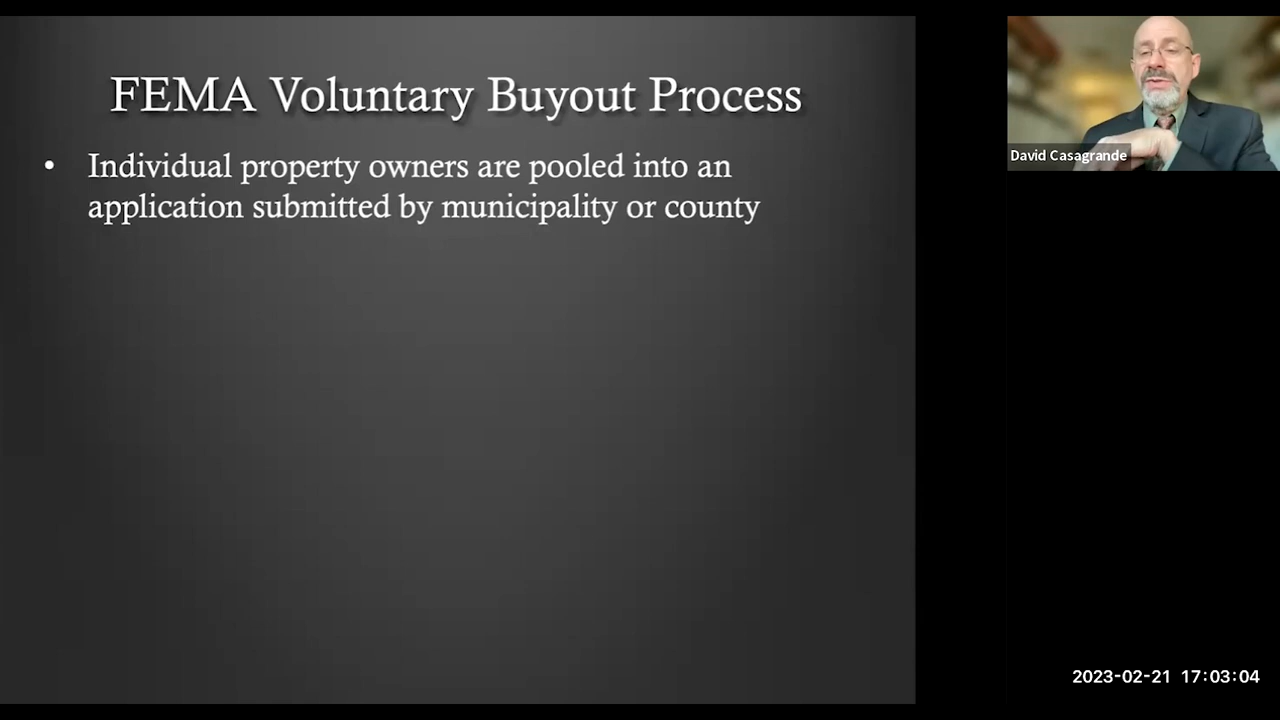 FEMA Voluntary Buyout Process
• Individual property owners are pooled into an
application submitted by municipality or county
David Casagrande
2023-02-21 17:03:04